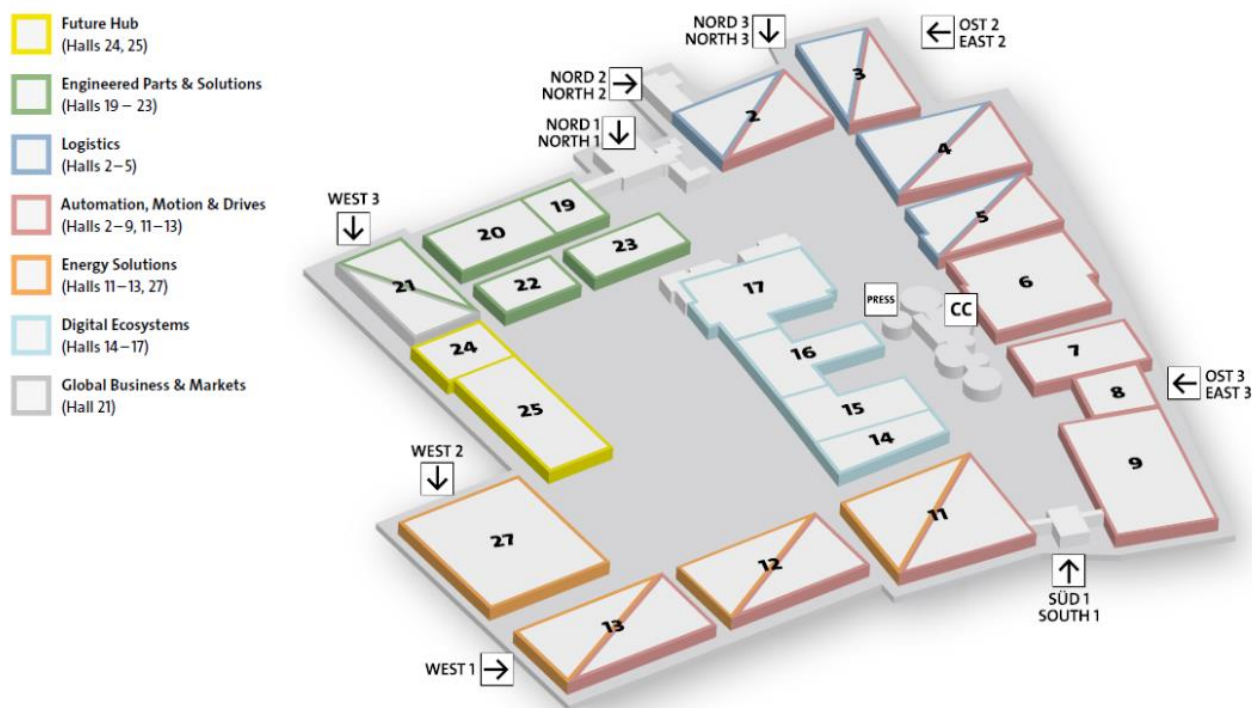 Future Hub
(Halls 24, 25)
Engineered Parts & Solutions
(Halls 19 – 23)
Logistics
(Halls 2–5)
Automation, Motion & Drives
(Halls 2–9, 11–13)
Energy Solutions
(Halls 11–13, 27)
Digital Ecosystems
(Halls 14–17)
Global Business & Markets
(Hall 21)
NORD 3
NORTH 3
OST 2
EAST 2
NORD 2
NORTH 2
NORD 1
NORTH 1
WEST 3
3
2
4
19
20
23
5
22
21
17
6
PRESS
CC
24
16
7
OST 3
EAST 3
8
25
15
14
WEST 2
9
11
27
12
SÜD 1
SOUTH 1
13
WEST 1